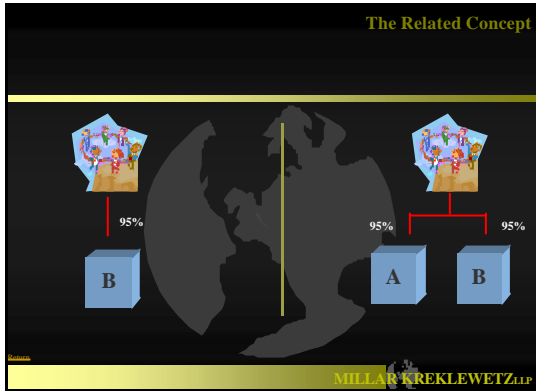 The Related Concept
95%
B
95% 95%
A B
Return
MILLAR KREKLEWETZ LLP